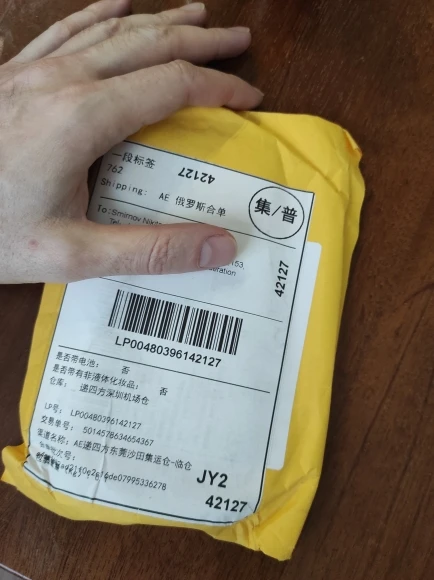 一段标签
42127
762
Shipping: AE 俄罗斯合单
集/普
To: Smirnov
153,
42127
LP00480396142127
是否带电池: 否
是否带有非液体化妆品: 否
仓库: 递四方深圳机场仓
LP号: LP00480396142127
交易单号: 5014578634654367
渠道名称: AE递四方东莞沙田集运仓-临仓
JY2
42127